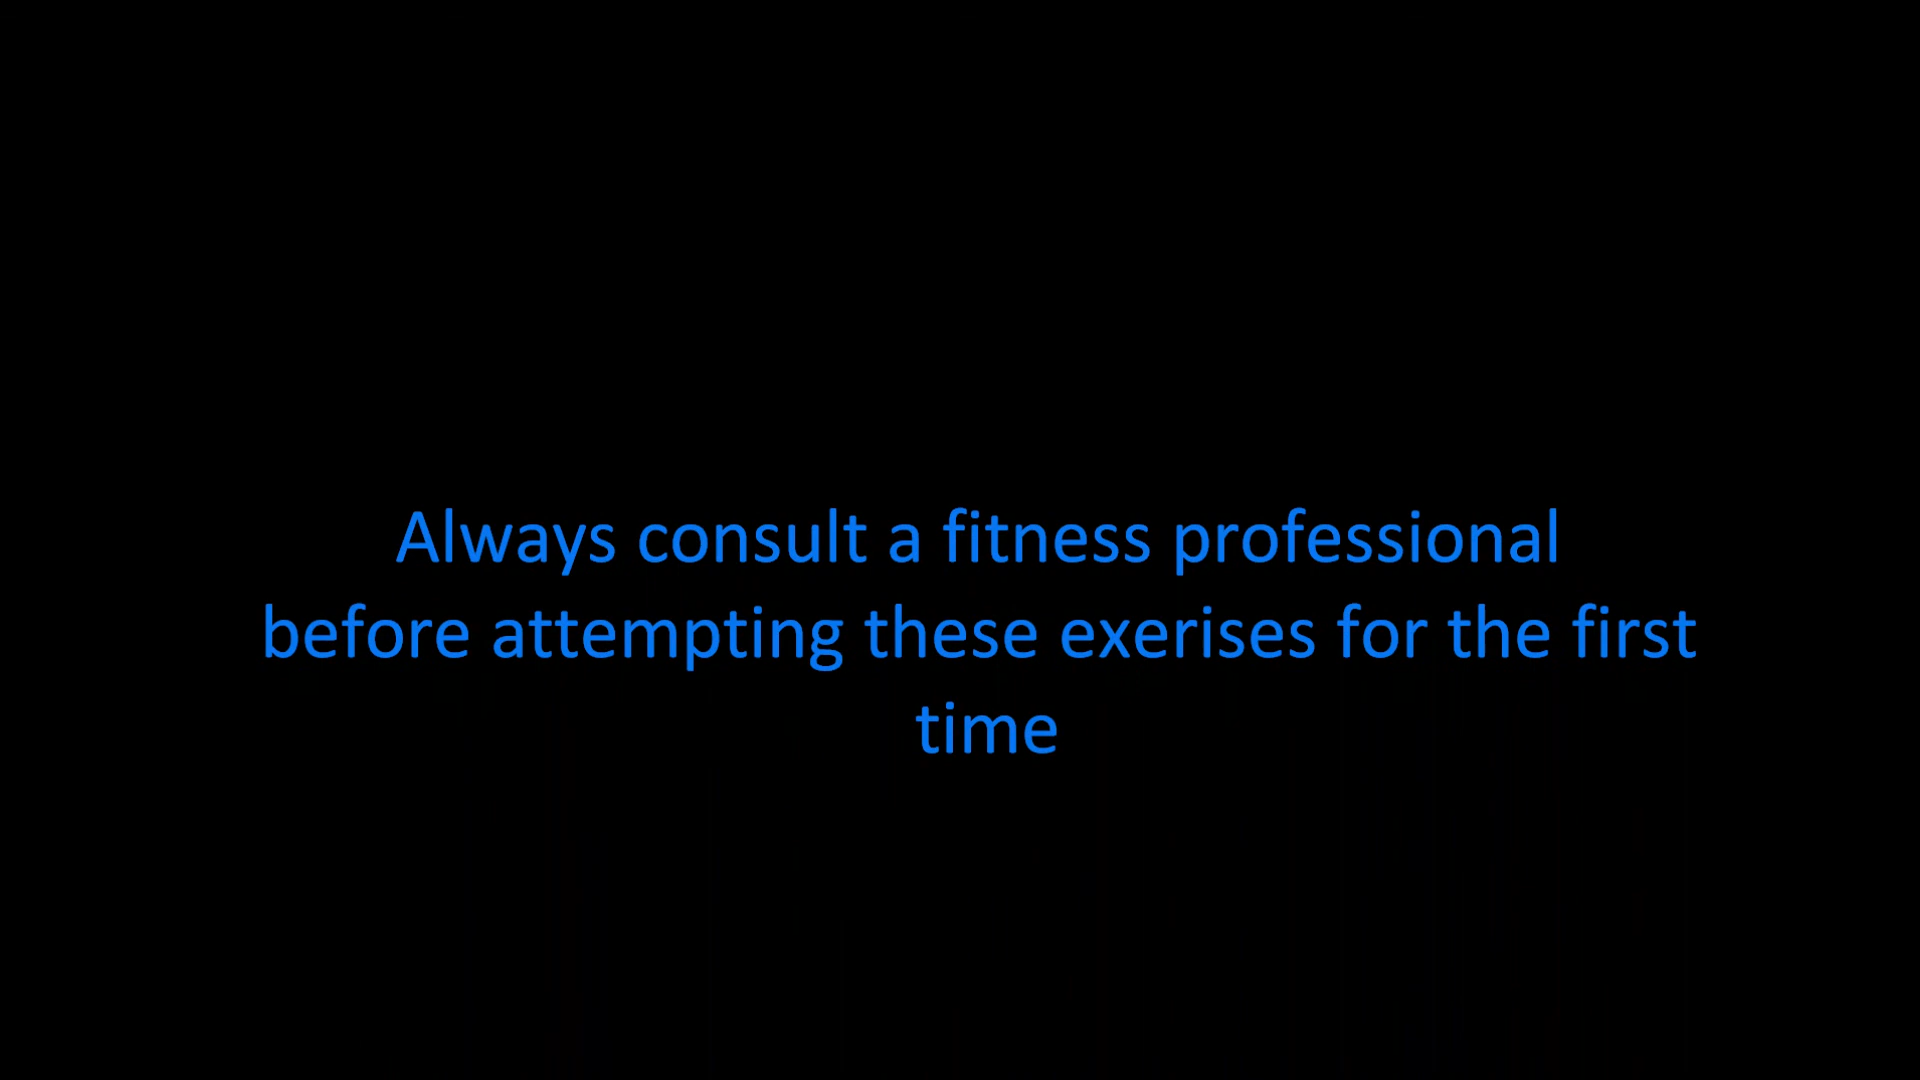 Always consult a fitness professional
before attempting these exerises for the first
time